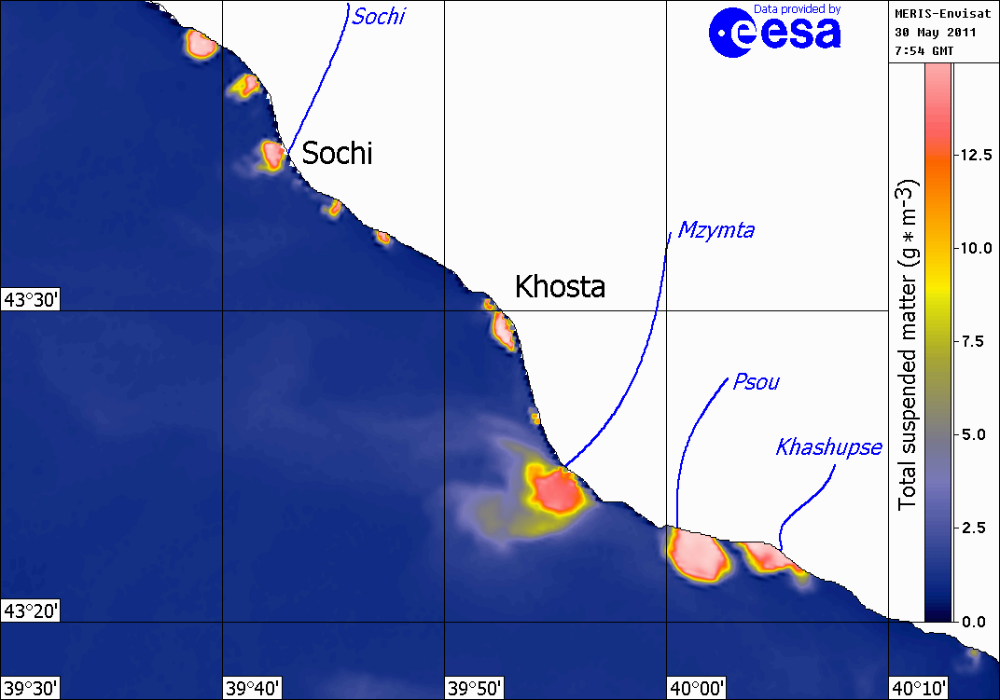 Sochi
Data provided by
esa
MERIS-Envisat
30 May 2011
7:54 GMT
Sochi
12.5
Mzymta
10.0
Total suspended matter (g * m-3)
Khosta
43°30'
7.5
Psou
5.0
Khashupse
2.5
43°20'
0.0
39°30'
39°40'
39°50'
40°00'
40°10'